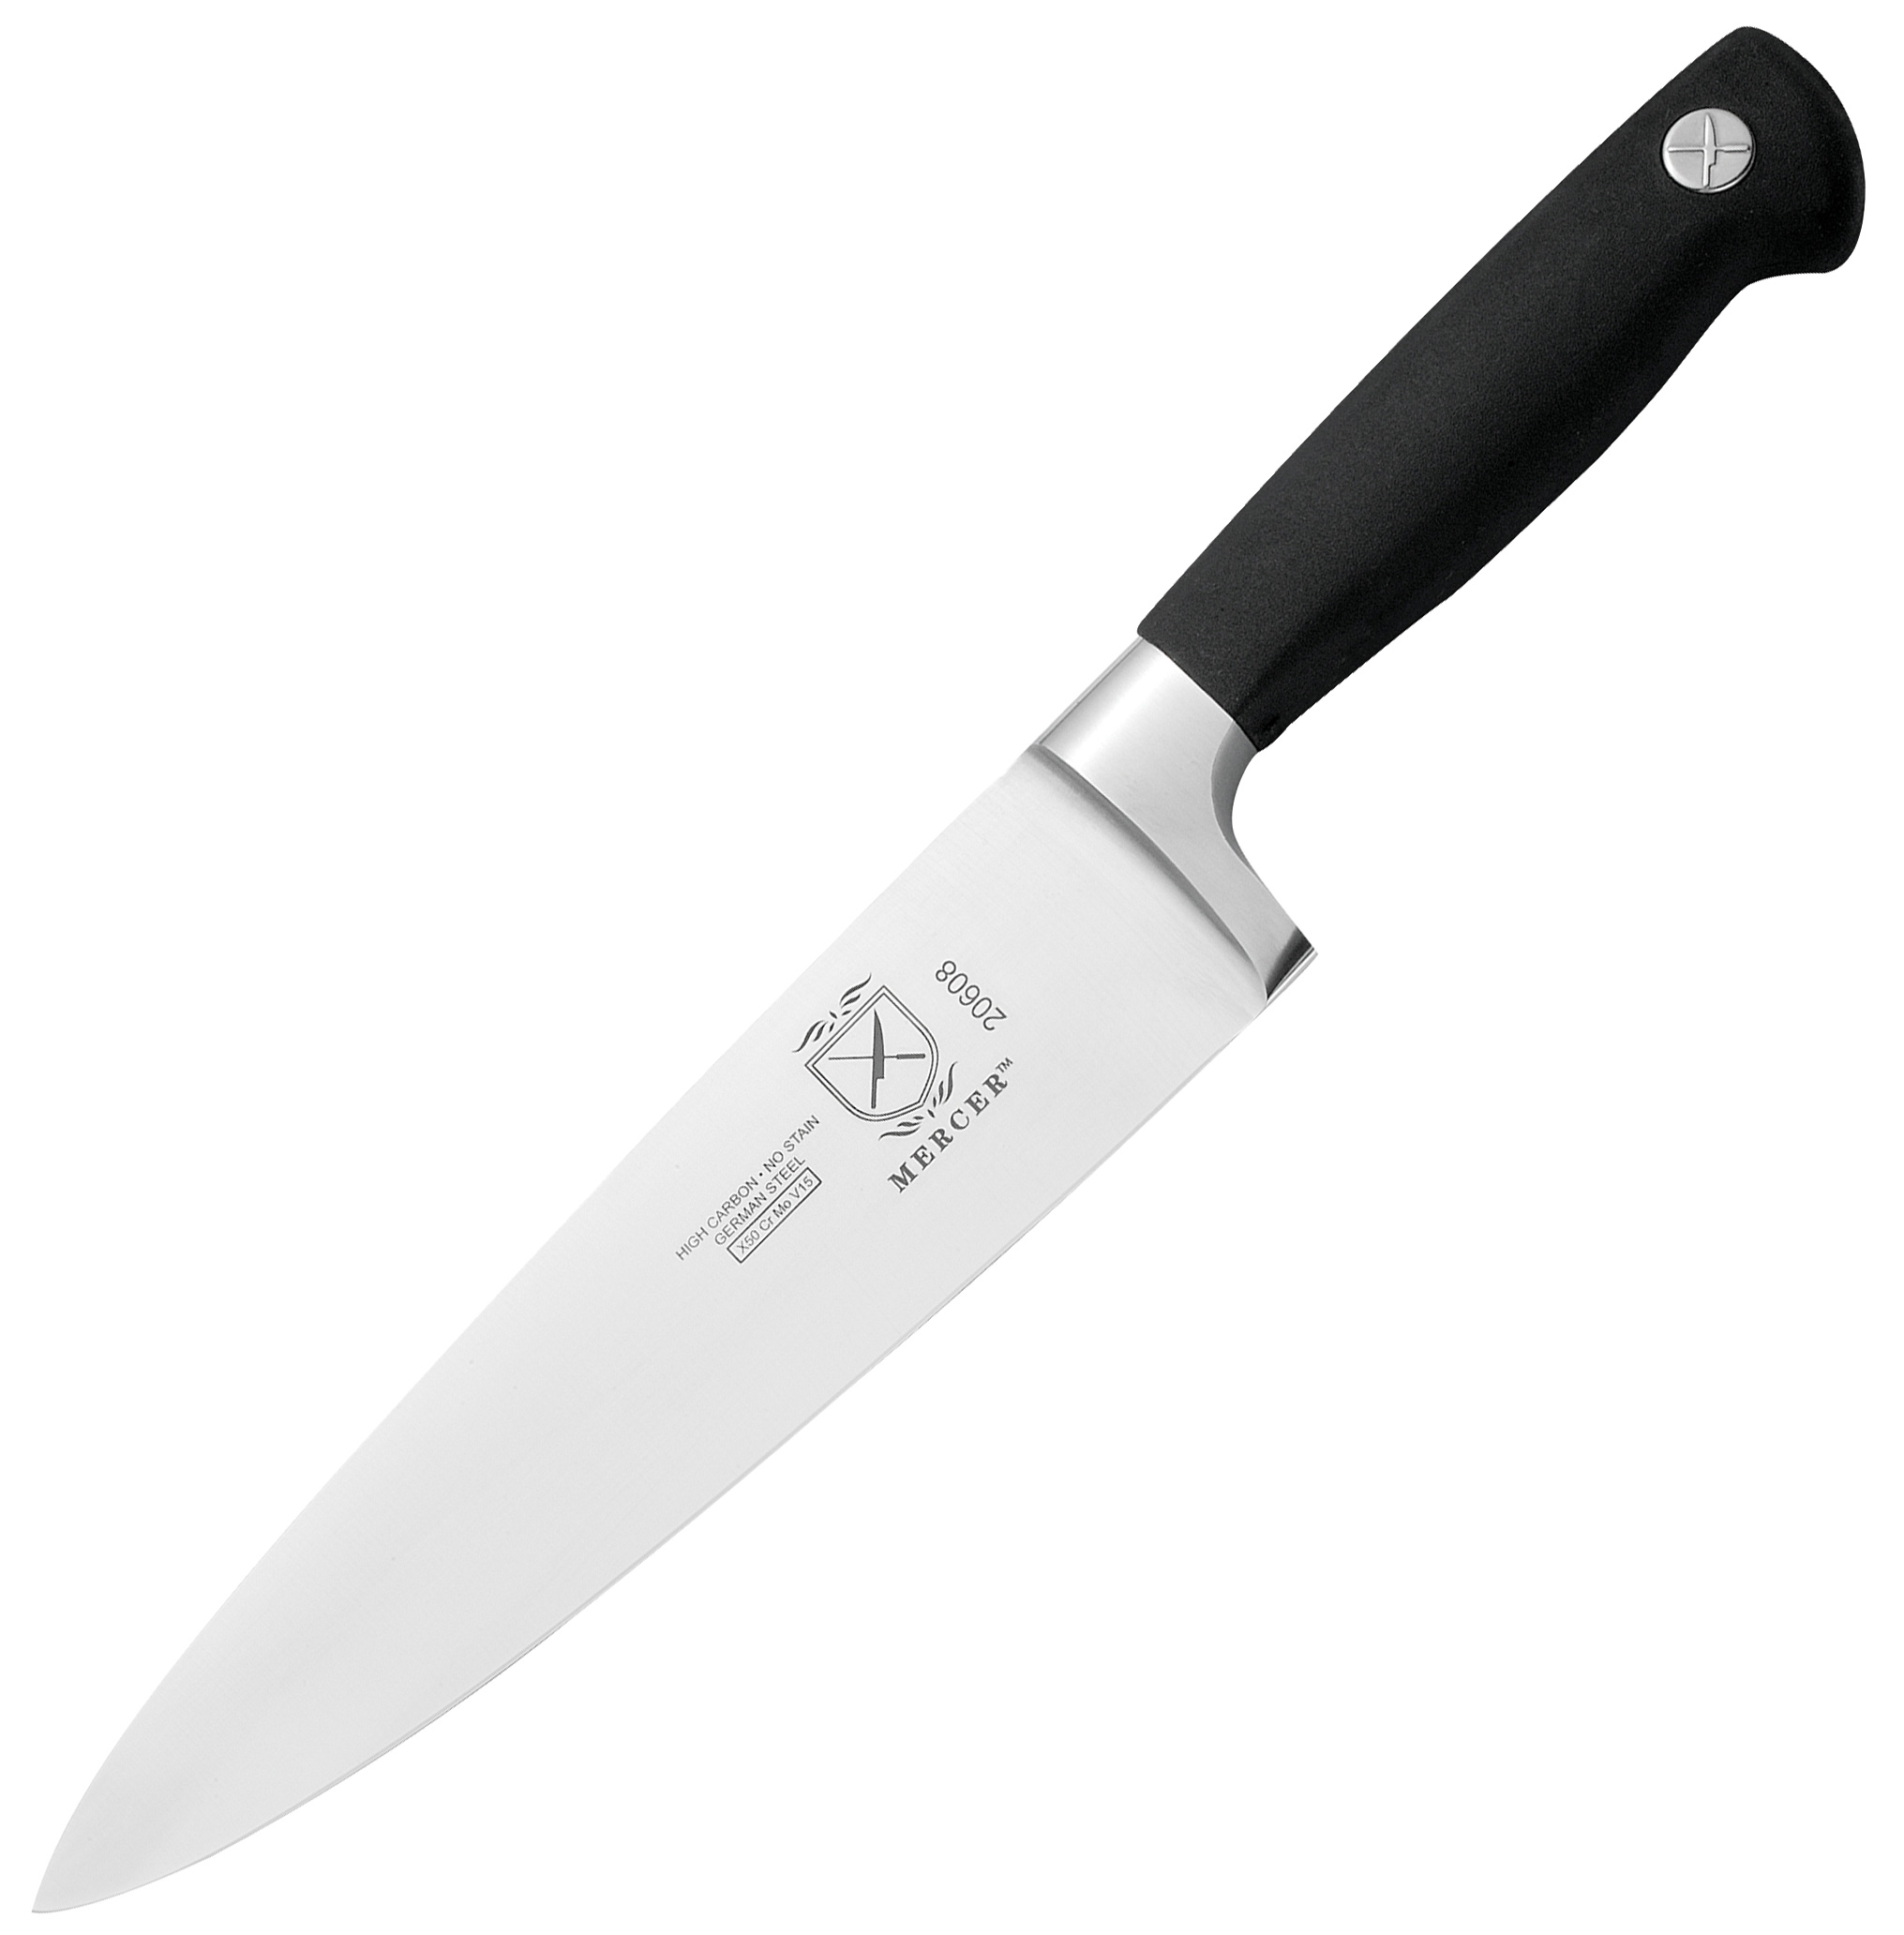 20608
MERCER™
HIGH CARBON • NO STAIN
GERMAN STEEL
X50 Cr Mo V15